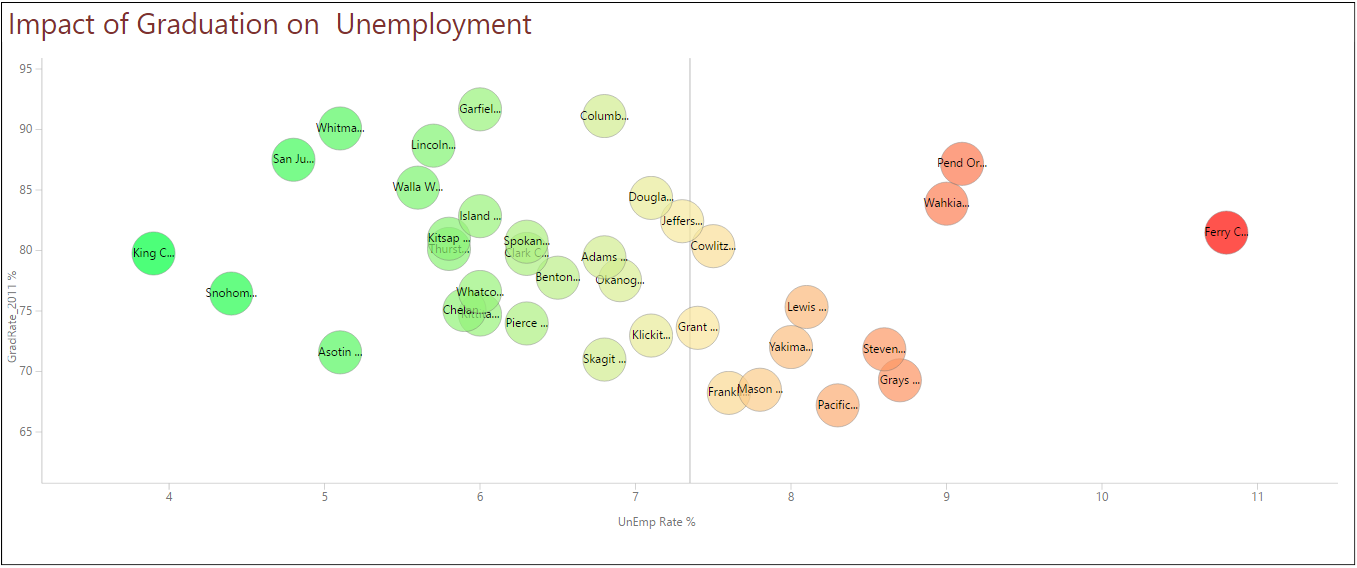 Impact of Graduation on  Unemployment
95
90
85
80
75
70
65
GradRate 2011 %
Garfiel...
Columb...
Whitma...
Lincoln...
San Ju...
Pend Or...
Walla W...
Dougla...
Wahkia...
Island ...
Jeffers...
Ferry C...
Kitsap ...
Thurst...
Spokan...
Clark C...
Cowlitz...
King C...
Adams ...
Okanog...
Benton...
Snohom...
Whatco...
Chelan...
Lewis ...
Pierce ...
Grant ...
Klickit...
Yakima...
Steven...
Asotin ...
Skagit ...
Grays ...
Mason ...
Pacific...
4
5
6
7
8
9
10
11
UnEmp Rate %